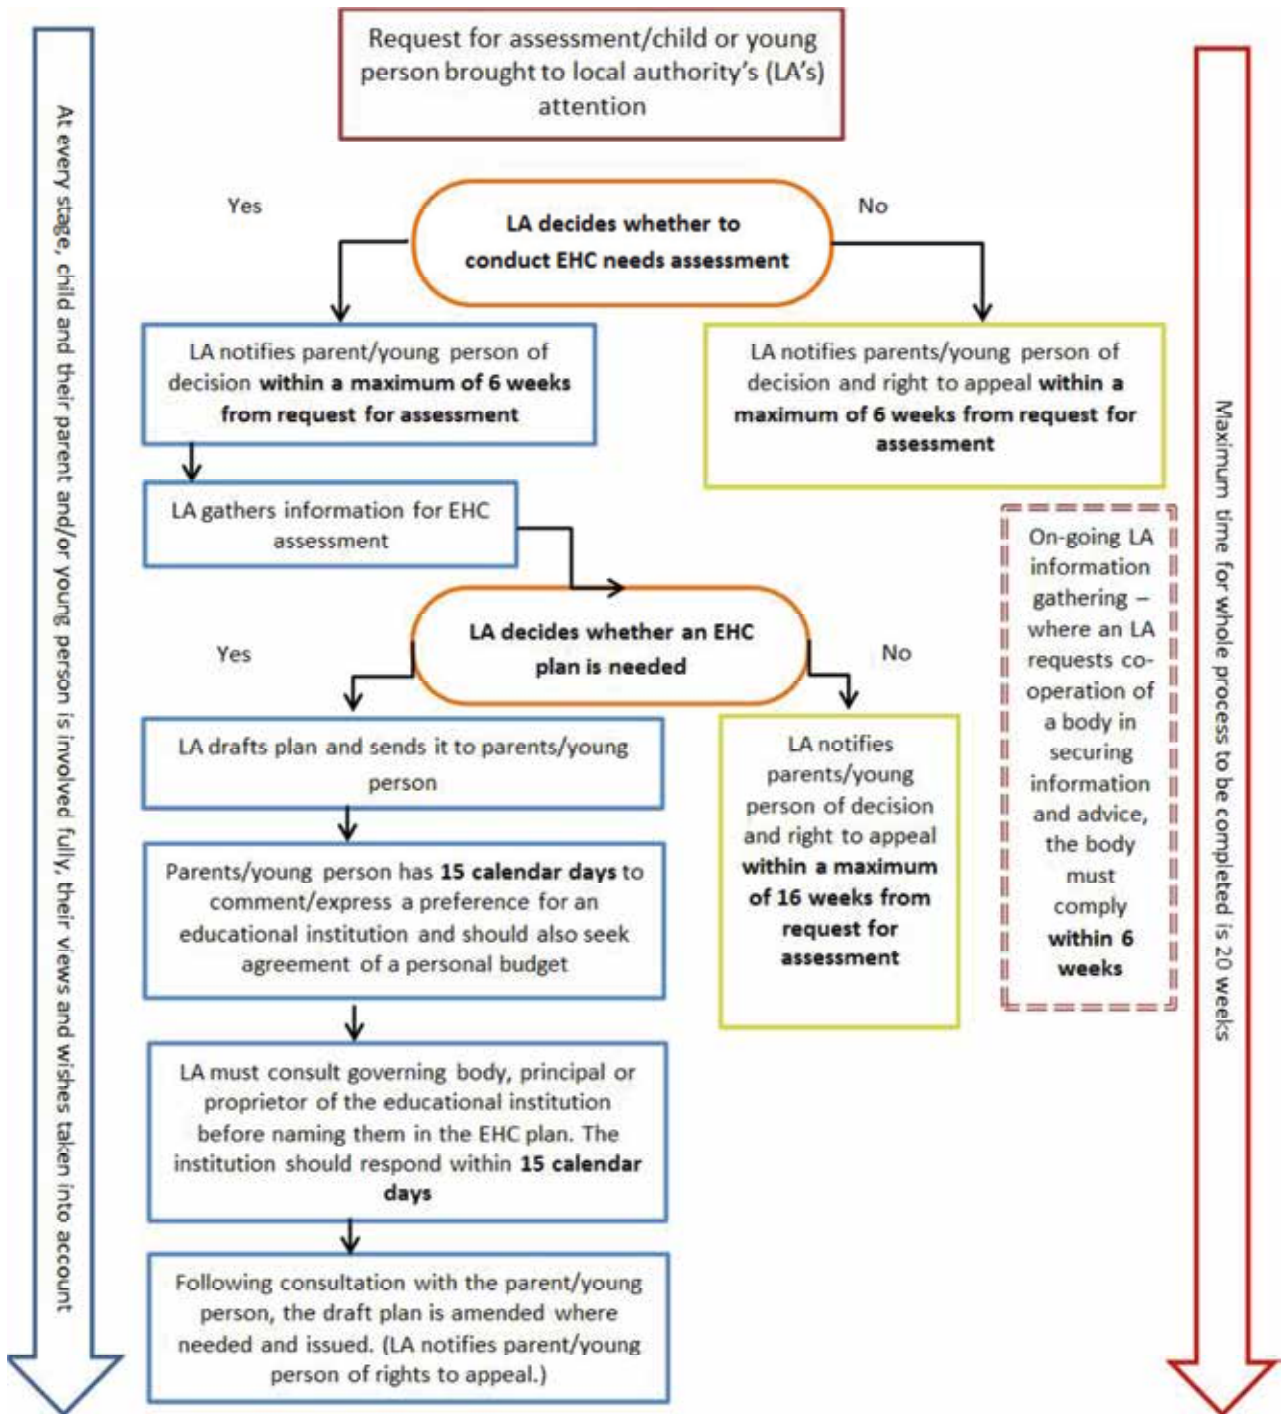 Request for assessment/child or young
person brought to local authority's (LA's)
attention
At every stage, child and their parent and/or young person is involved fully, their views and wishes taken into account
Maximum time for whole process to be completed is 20 weeks
Yes
LA decides whether to
conduct EHC needs assessment
No
LA notifies parent/young person of
decision within a maximum of 6 weeks
from request for assessment
LA notifies parents/young person of
decision and right to appeal within a
maximum of 6 weeks from request for
assessment
LA gathers information for EHC
assessment
On-going LA
information
gathering –
where an LA
requests co-
operation of
a body in
securing
information
and advice,
the body
must
comply
within 6
weeks
Yes
LA decides whether an EHC
plan is needed
No
LA drafts plan and sends it to parents/young
person
LA notifies
parents/young
person of decision
and right to appeal
within a maximum
of 16 weeks from
request for
assessment
Parents/young person has 15 calendar days to
comment/express a preference for an
educational institution and should also seek
agreement of a personal budget
LA must consult governing body, principal or
proprietor of the educational institution
before naming them in the EHC plan. The
institution should respond within 15 calendar
days
Following consultation with the parent/young
person, the draft plan is amended where
needed and issued. (LA notifies parent/young
person of rights to appeal.)